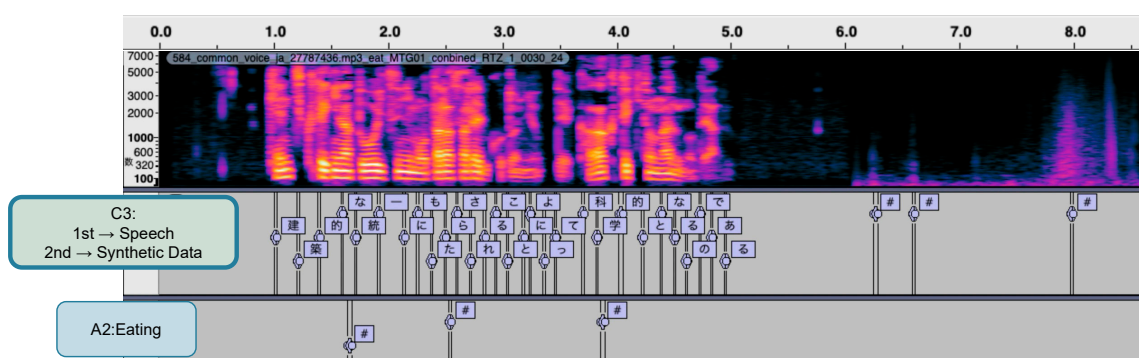 0.0 1.0 2.0 3.0 4.0 5.0 6.0 7.0 8.0
584_common_voice_ja_27787436.mp3_eat_MTG01_conbined_RTZ_1_0030_24
7000
5000
3000
2000
1000
600
320
100
C3:
1st → Speech
2nd → Synthetic Data
な 一 も さ こ よ 科 的 な で # # #
建 的 統 に ら る に て 学 と る あ
築 た れ と っ の る
A2:Eating
# # #